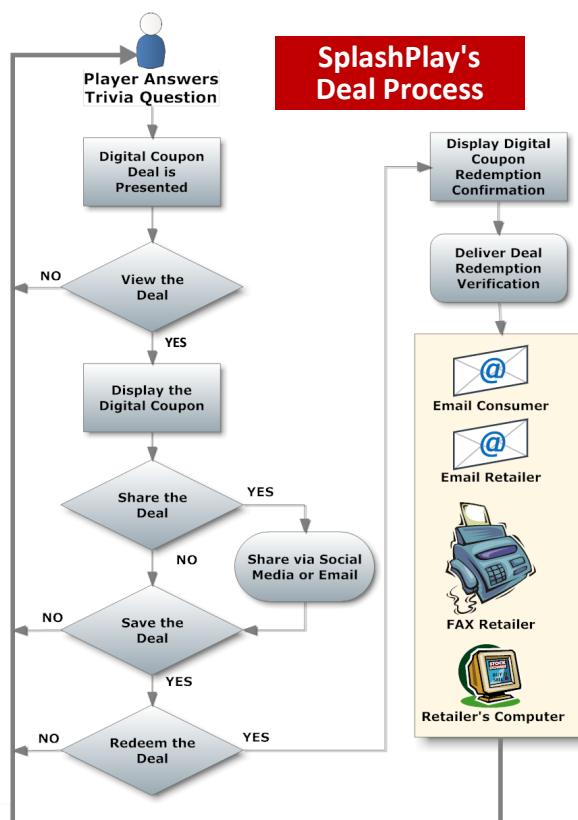 SplashPlay's
Deal Process
Player Answers
Trivia Question
Digital Coupon
Deal is
Presented
View the
Deal
NO
YES
Display the
Digital Coupon
Share the
Deal
YES
NO
Share via Social
Media or Email
Save the
Deal
NO
YES
Redeem the
Deal
NO
YES
Display Digital
Coupon
Redemption
Confirmation
Deliver Deal
Redemption
Verification
@
Email Consumer
@
Email Retailer
FAX Retailer
Retailer's Computer